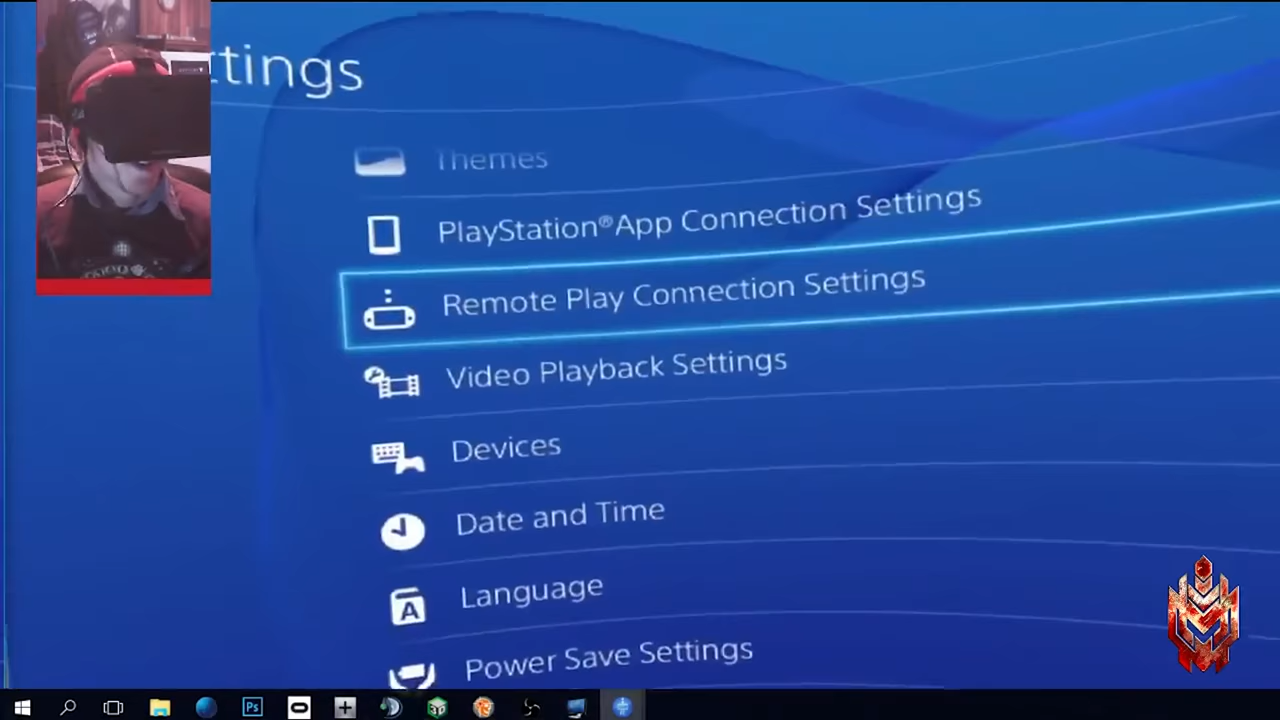 ttings
Themes
PlayStation®App Connection Settings
Remote Play Connection Settings
Video Playback Settings
Devices
Date and Time
A Language
Power Save Settings
Ps